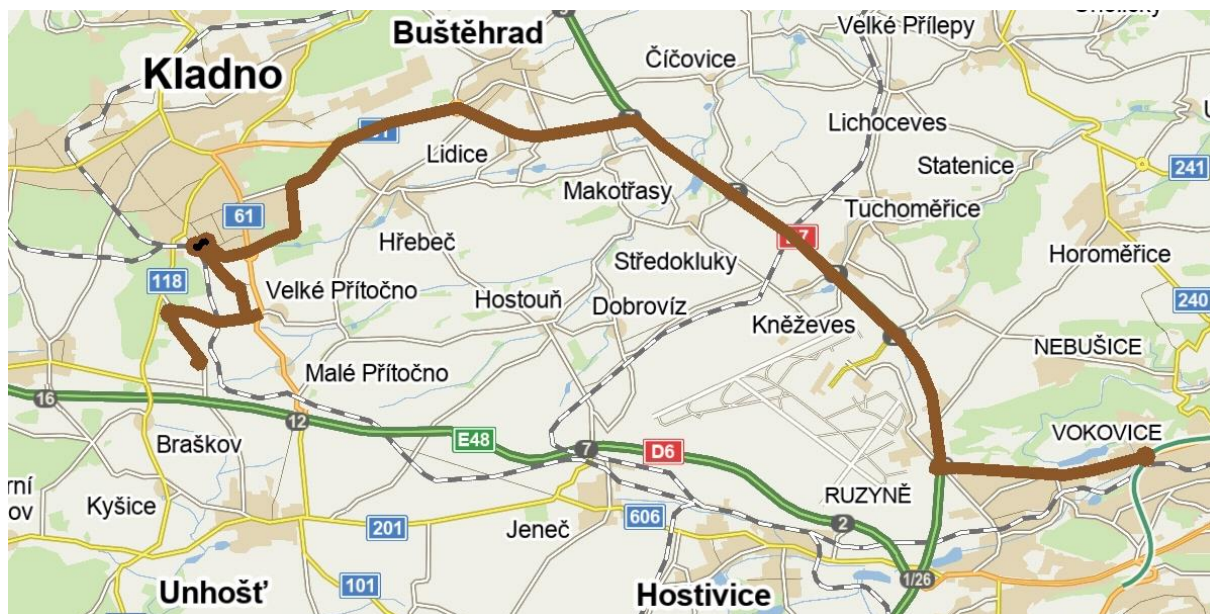 Buštěhrad
Velké Přílepy
Číčovice
Kladno
Lichoceves
Lidice
Statenice
241
Makotřasy
61
Tuchoměřice
Hřebeč
Středokluky
Horoměřice
118
Velké Přítočno
Hostouň
Dobrovíz
240
Kněževes
NEBUŠICE
Malé Přítočno
16
12
VOKOVICE
Braškov
E48
7
D6
RUZYNĚ
Kyšice
201
Jeneč
606
2
101
1/26
Unhošť
Hostivice